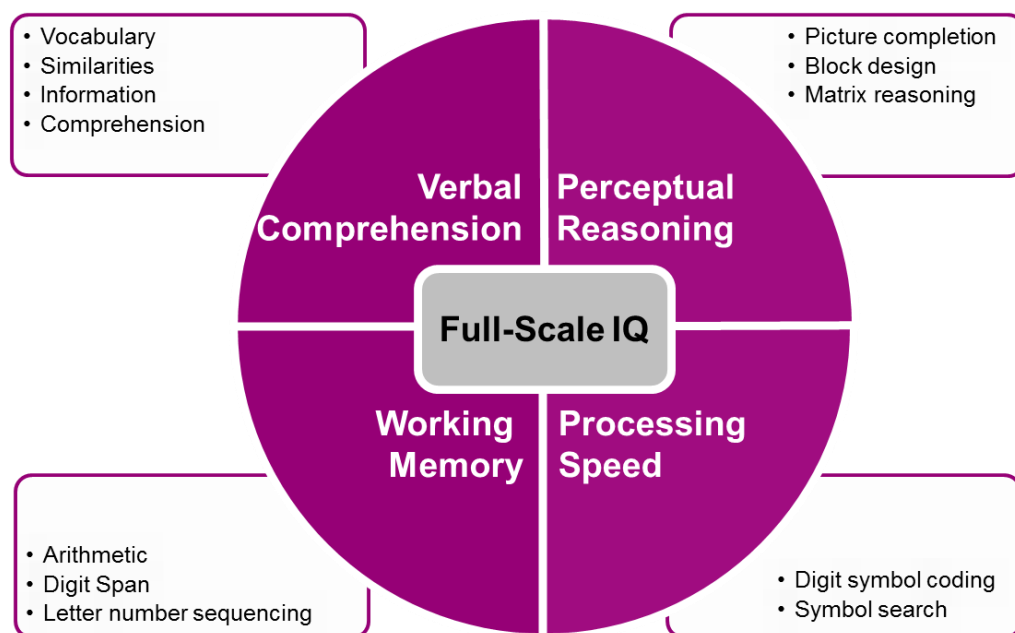 • Vocabulary
• Similarities
• Information
• Comprehension
• Picture completion
• Block design
• Matrix reasoning
Verbal
Comprehension
Perceptual
Reasoning
Full-Scale IQ
Working
Memory
Processing
Speed
• Arithmetic
• Digit Span
• Letter number sequencing
• Digit symbol coding
• Symbol search